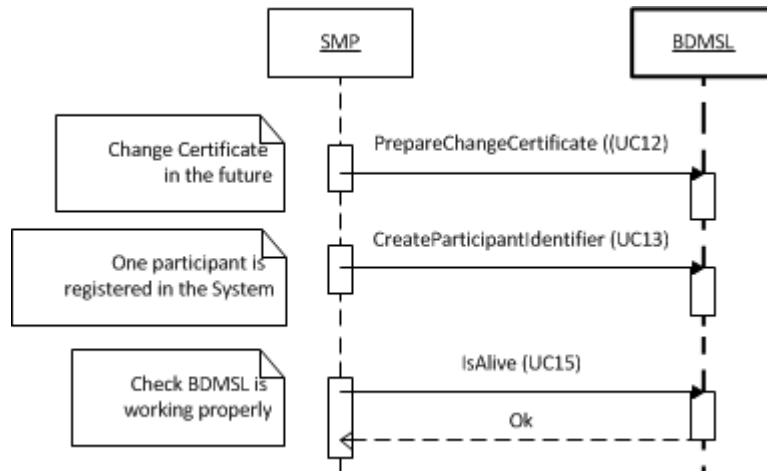 SMP
BDMSL
Change Certificate
in the future
PrepareChangeCertificate ((UC12)
One participant is
registered in the System
CreateParticipantIdentifier (UC13)
Check BDMSL is
working properly
IsAlive (UC15)
Ok